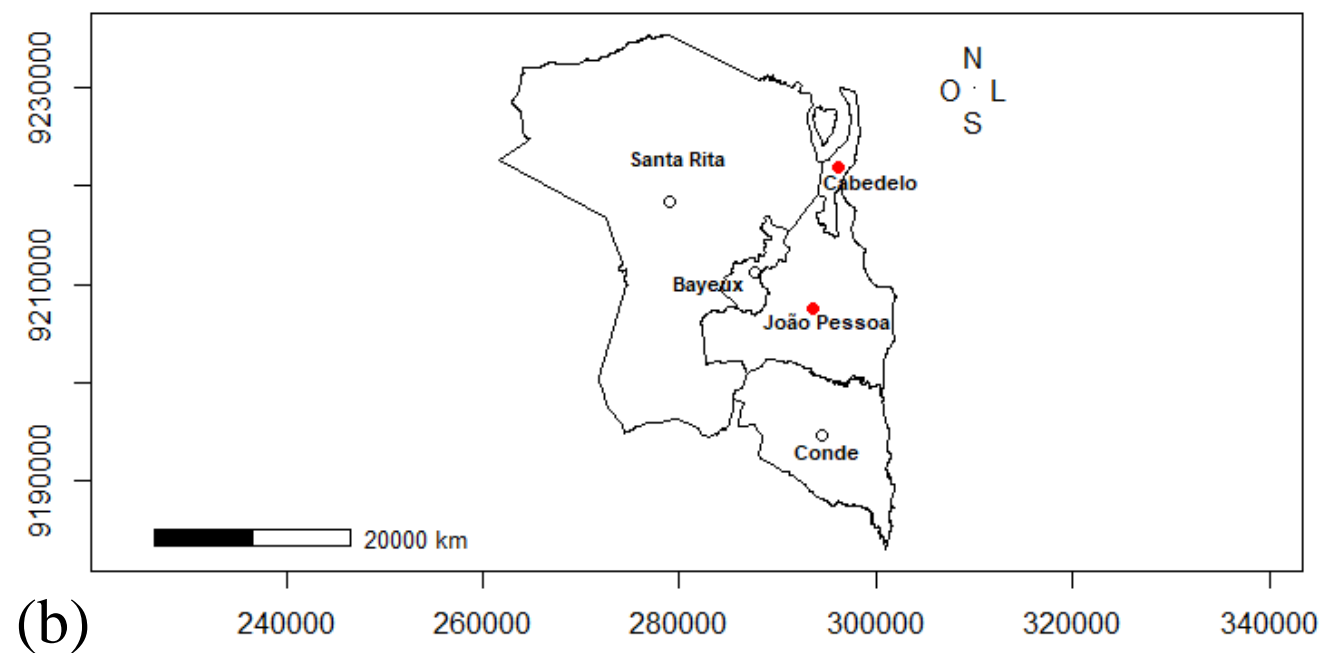 N
O · L
S
Santa Rita
Cabedelo
Bayeux
João Pessoa
Conde
20000 km
9230000
9210000
9190000
240000 260000 280000 300000 320000 340000
(b)